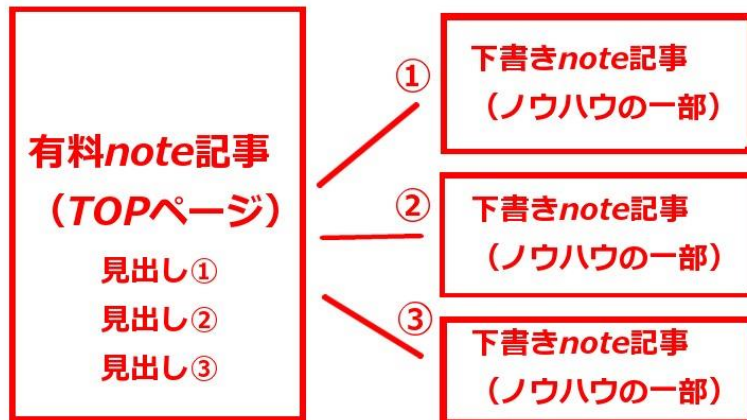 有料note記事
（TOPページ）
見出し①
見出し②
見出し③
①
下書きnote記事
（ノウハウの一部）
②
下書きnote記事
（ノウハウの一部）
③
下書きnote記事
（ノウハウの一部）